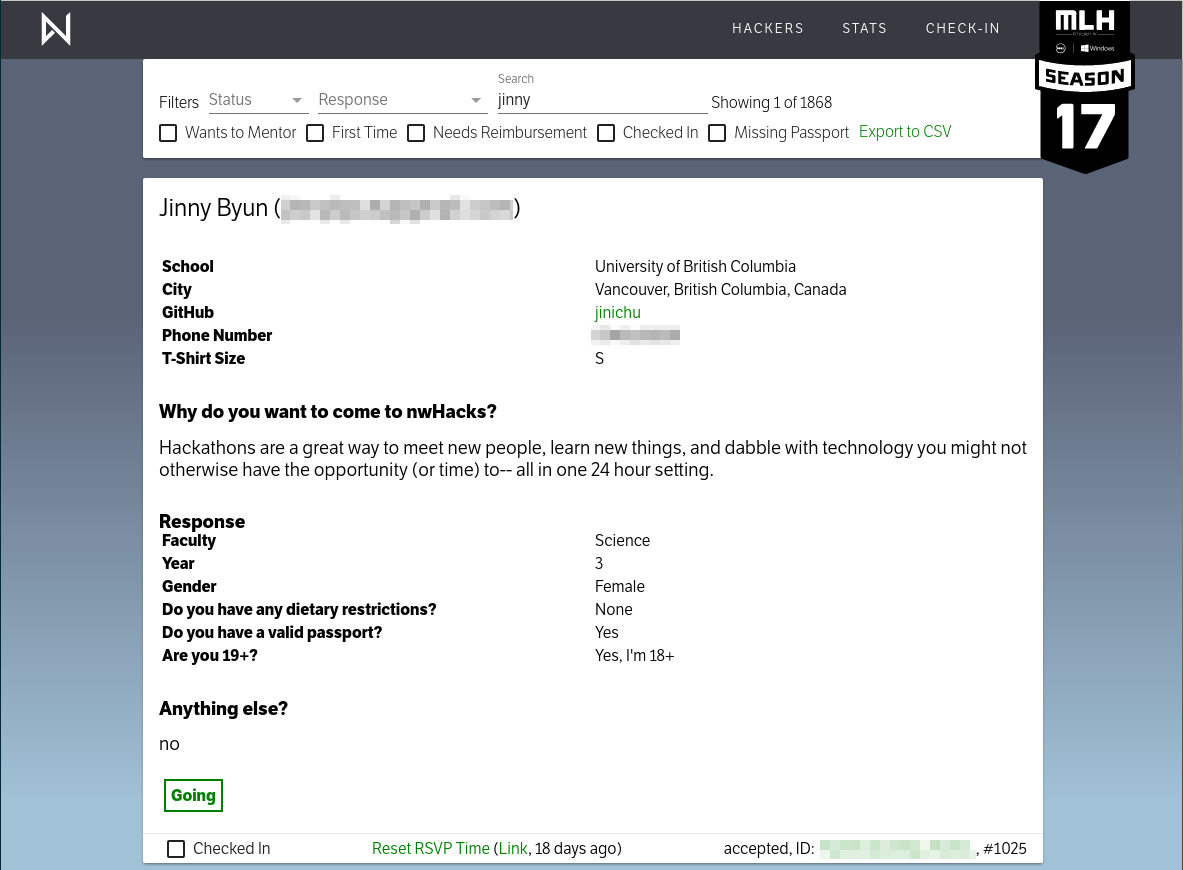 HACKERS STATS CHECK-IN
MLH
Windows
SEASON
17
Search
Filters Status Response jinny Showing 1 of 1868
Wants to Mentor First Time Needs Reimbursement Checked In Missing Passport Export to CSV
Jinny Byun ( )
School University of British Columbia
City Vancouver, British Columbia, Canada
GitHub jinichu
Phone Number
T-Shirt Size S
Why do you want to come to nwHacks?
Hackathons are a great way to meet new people, learn new things, and dabble with technology you might not
otherwise have the opportunity (or time) to-- all in one 24 hour setting.
Response
Faculty Science
Year 3
Gender Female
Do you have any dietary restrictions? None
Do you have a valid passport? Yes
Are you 19+? Yes, I'm 18+
Anything else?
no
Going
Checked In Reset RSVP Time (Link, 18 days ago) accepted, ID: , #1025